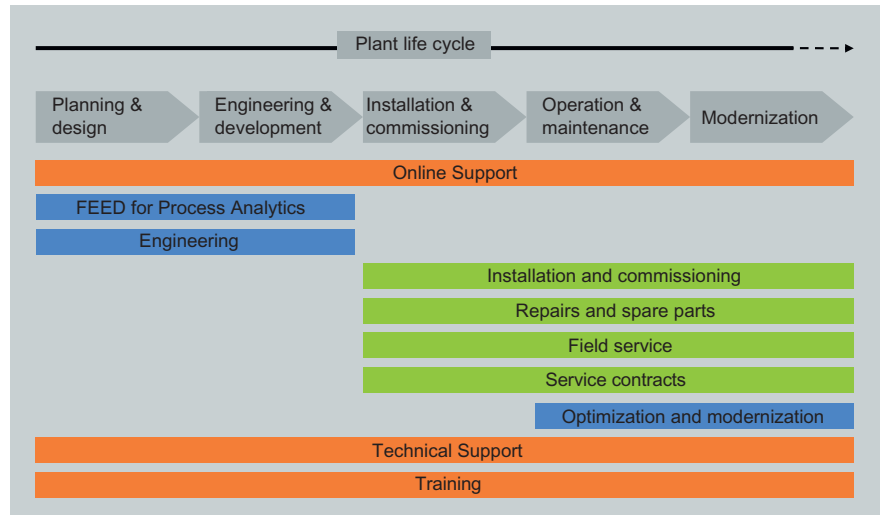 Plant life cycle
Planning &
design
Engineering &
development
Installation &
commissioning
Operation &
maintenance
Modernization
Online Support
FEED for Process Analytics
Engineering
Installation and commissioning
Repairs and spare parts
Field service
Service contracts
Optimization and modernization
Technical Support
Training